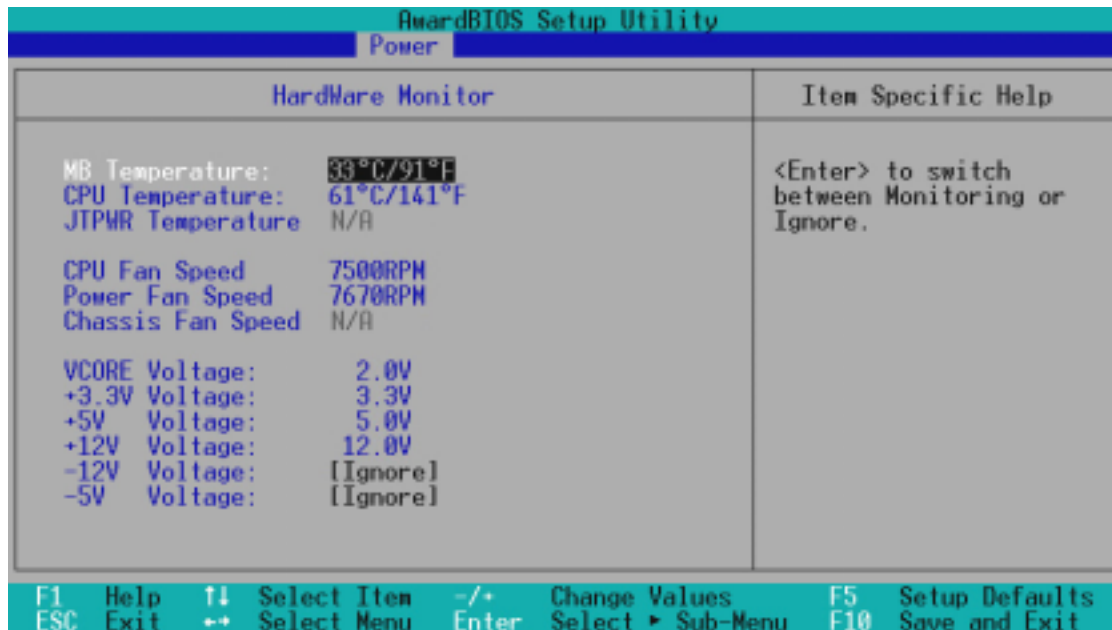 AwardBIOS Setup Utility
Power
HardWare Monitor
Item Specific Help
MB Temperature: 33°C/91°F
CPU Temperature: 61°C/141°F
JTPWR Temperature N/A
CPU Fan Speed 7500RPM
Power Fan Speed 7670RPM
Chassis Fan Speed N/A
VCORE Voltage: 2.0V
+3.3V Voltage: 3.3V
+5V Voltage: 5.0V
+12V Voltage: 12.0V
-12V Voltage: [Ignore]
-5V Voltage: [Ignore]
<Enter> to switch
between Monitoring or
Ignore.
F1 Help ↑↓ Select Item -/+ Change Values F5 Setup Defaults
ESC Exit ←→ Select Menu Enter Select ► Sub-Menu F10 Save and Exit